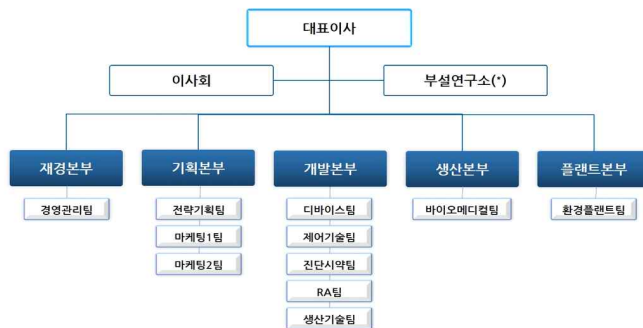 대표이사
이사회
부설연구소(*)
재경본부
기획본부
개발본부
생산본부
플랜트본부
경영관리팀
전략기획팀
디바이스팀
바이오메디컬팀
환경플랜트팀
마케팅1팀
제어기술팀
마케팅2팀
진단시약팀
RA팀
생산기술팀